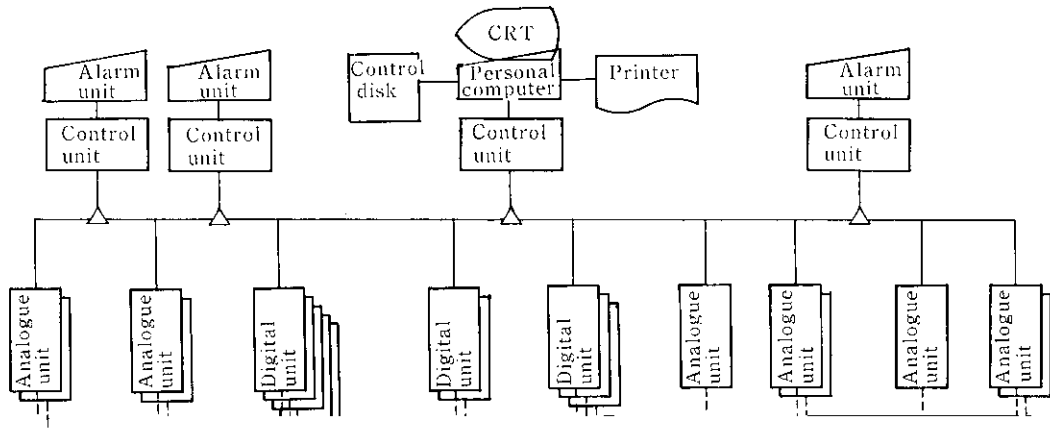 CRT
Alarm
unit
Alarm
unit
Control
disk
Personal
computer
Printer
Alarm
unit
Control
unit
Control
unit
Control
unit
Control
unit
Analogue
unit
Analogue
unit
Digital
unit
Digital
unit
Digital
unit
Analogue
unit
Analogue
unit
Analogue
unit
Analogue
unit